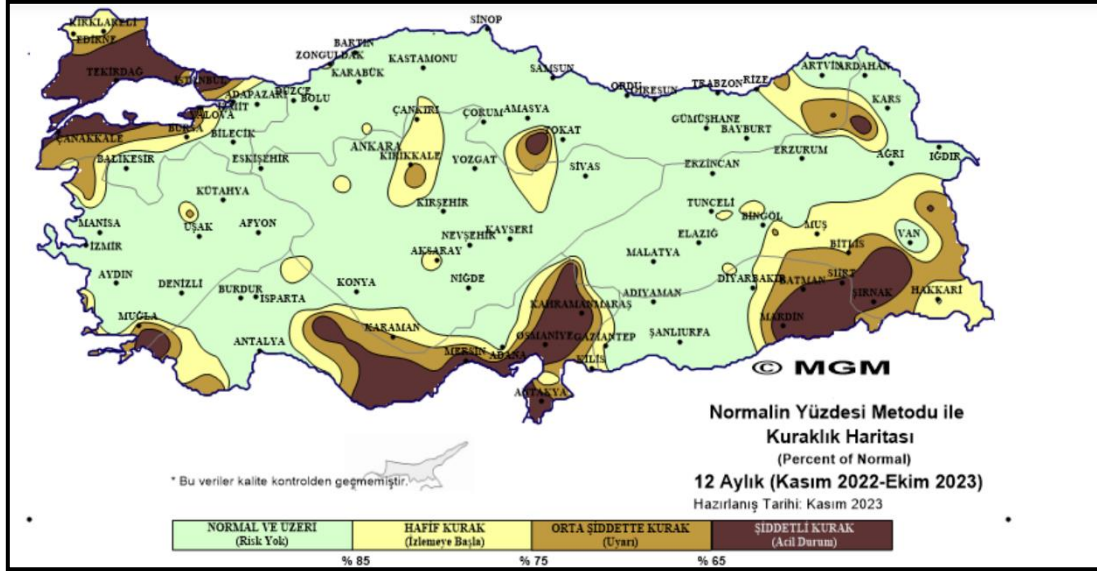 KIRKLARELİ
EDİRNE
TEKİRDAĞ
İSTANBUL
ÇANAKKALE
YALOVA
BURSA
BİLECİK
BALIKESİR
ADAPAZARI
DÜZCE
BOLU
ZONGULDAK
BARTIN
KARABÜK
KASTAMONU
SİNOP
SAMSUN
ÇANKIRI
ÇORUM
AMASYA
TOKAT
ORDU
GİRESUN
TRABZON
RİZE
ARTVİN
ARDAHAN
KARS
GÜMÜŞHANE
BAYBURT
ERZURUM
ERZİNCAN
AĞRI
IĞDIR
ESKİŞEHİR
ANKARA
KIRIKKALE
YOZGAT
SİVAS
KÜTAHYA
MANİSA
İZMİR
UŞAK
AFYON
KIRŞEHİR
NEVŞEHİR
KAYSERİ
AKSARAY
TUNCELİ
BİNGÖL
MUŞ
BİTLİS
VAN
ELAZIĞ
MALATYA
AYDIN
DENİZLİ
BURDUR
ISPARTA
KONYA
NİĞDE
DİYARBAKIR
BATMAN
SİİRT
ŞIRNAK
HAKKARİ
MARDİN
ADIYAMAN
KAHRAMANMARAŞ
MUĞLA
ANTALYA
KARAMAN
MERSİN
ADANA
OSMANİYE
GAZİANTEP
ŞANLIURFA
KİLİS
ANTAKYA
© MGM
Normalin Yüzdesi Metodu ile
Kuraklık Haritası
(Percent of Normal)
12 Aylık (Kasım 2022-Ekim 2023)
Hazırlanış Tarihi: Kasım 2023
* Bu veriler kalite kontrolden geçmemiştir.
NORMAL VE ÜZERİ
(Risk Yok)
HAFİF KURAK
(İzlemeye Başla)
ORTA ŞİDDETTE KURAK
(Uyarı)
ŞİDDETLİ KURAK
(Acil Durum)
% 85
% 75
% 65